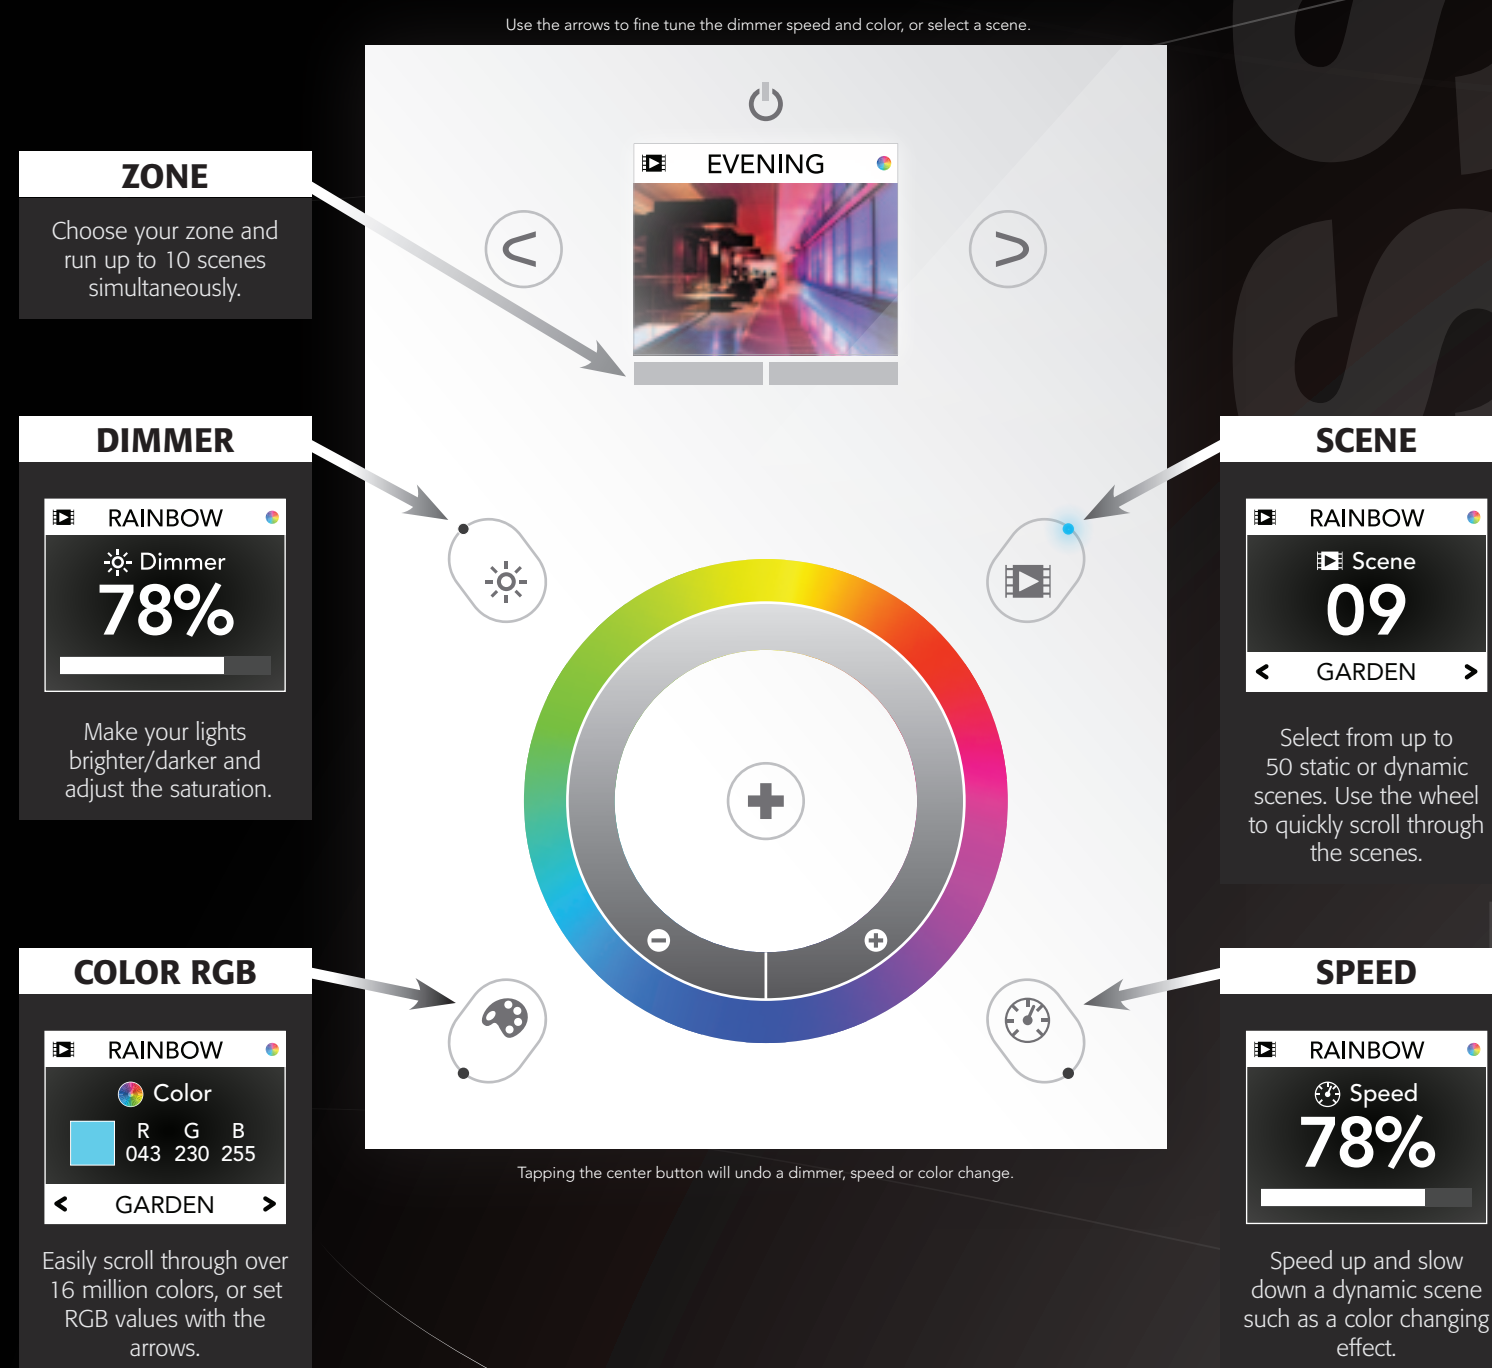 Use the arrows to fine tune the dimmer speed and color, or select a scene.
EVENING
ZONE
Choose your zone and
run up to 10 scenes
simultaneously.
DIMMER
RAINBOW
Dimmer
78%
Make your lights
brighter/darker and
adjust the saturation.
SCENE
RAINBOW
Scene
09
< GARDEN >
Select from up to
50 static or dynamic
scenes. Use the wheel
to quickly scroll through
the scenes.
COLOR RGB
RAINBOW
Color
R G B
043 230 255
< GARDEN >
Easily scroll through over
16 million colors, or set
RGB values with the
arrows.
SPEED
RAINBOW
Speed
78%
Speed up and slow
down a dynamic scene
such as a color changing
effect.
Tapping the center button will undo a dimmer, speed or color change.